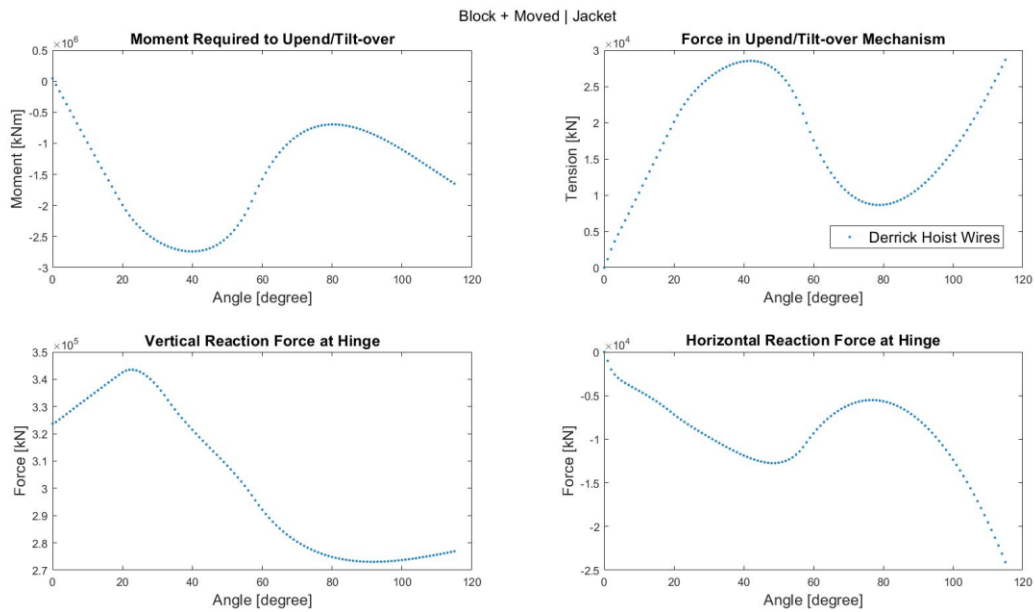 Block + Moved | Jacket
Moment Required to Upend/Tilt-over
×10^6
0.5
0
-0.5
-1
-1.5
-2
-2.5
-3
Moment [kNm]
0 20 40 60 80 100 120
Angle [degree]
Force in Upend/Tilt-over Mechanism
×10^4
3
2.5
2
1.5
1
0.5
0
Tension [kN]
Derrick Hoist Wires
0 20 40 60 80 100 120
Angle [degree]
Vertical Reaction Force at Hinge
×10^5
3.5
3.4
3.3
3.2
3.1
3
2.9
2.8
2.7
Force [kN]
0 20 40 60 80 100 120
Angle [degree]
Horizontal Reaction Force at Hinge
×10^4
0
-0.5
-1
-1.5
-2
-2.5
Force [kN]
0 20 40 60 80 100 120
Angle [degree]